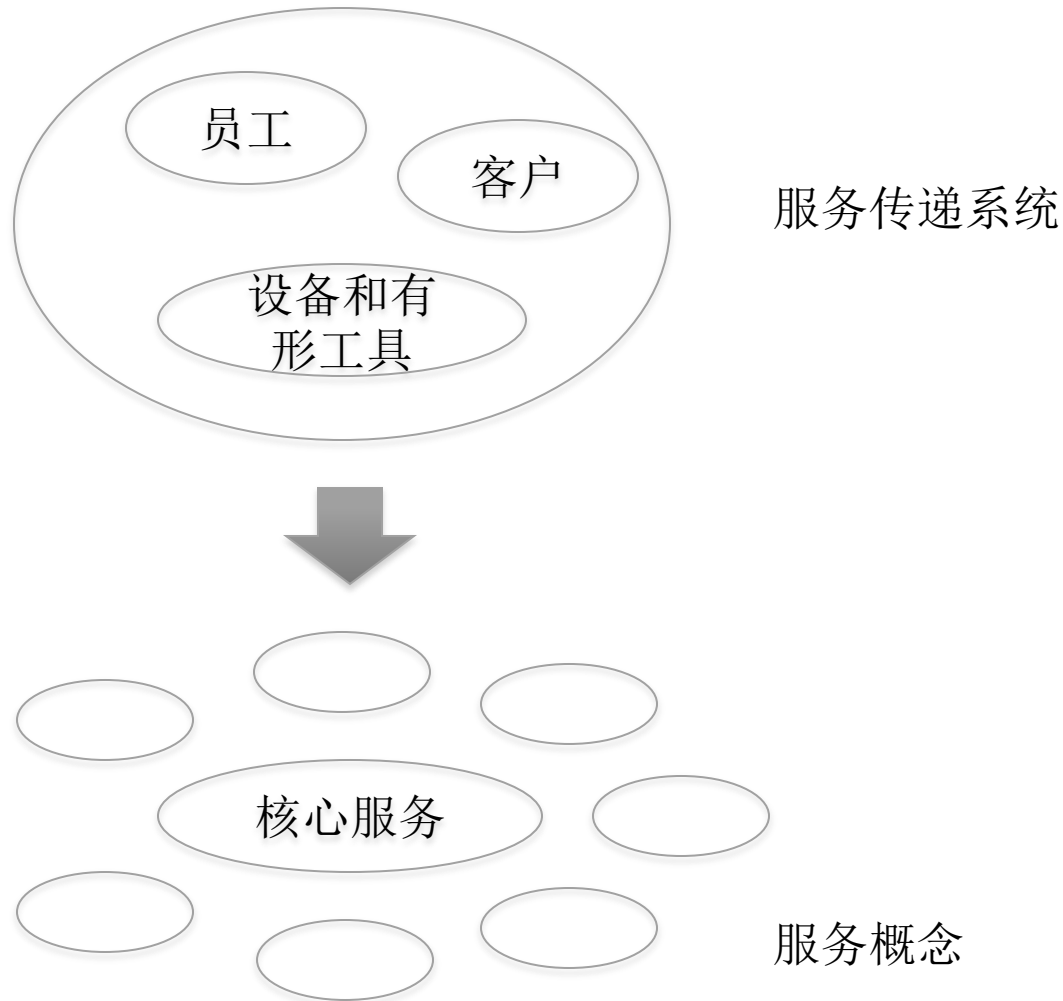 员工
客户
服务传递系统
设备和有
形工具
核心服务
服务概念